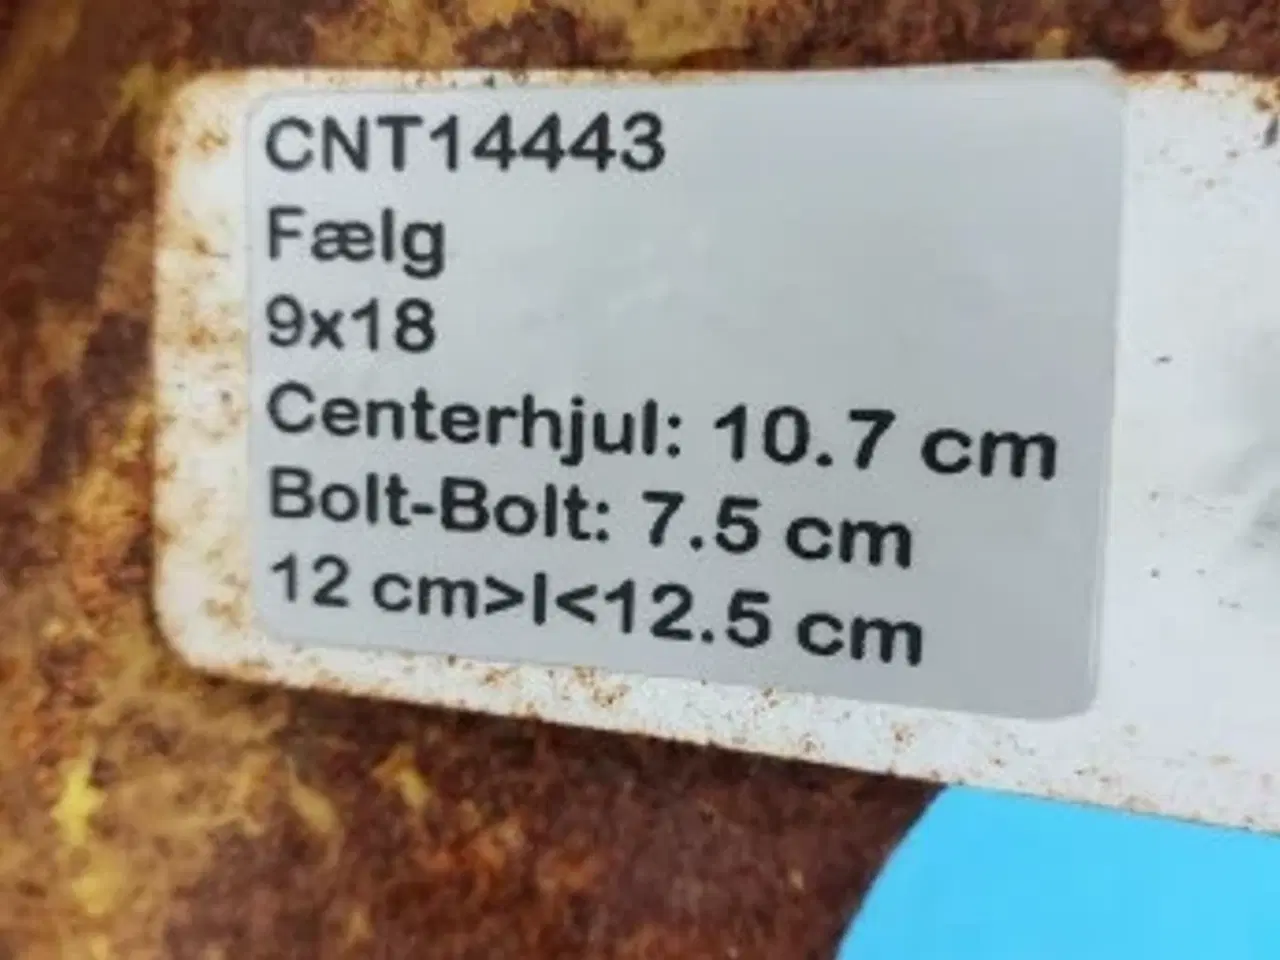 CNT14443
Fælg
9x18
Centerhjul: 10.7 cm
Bolt-Bolt: 7.5 cm
12 cm>I<12.5 cm